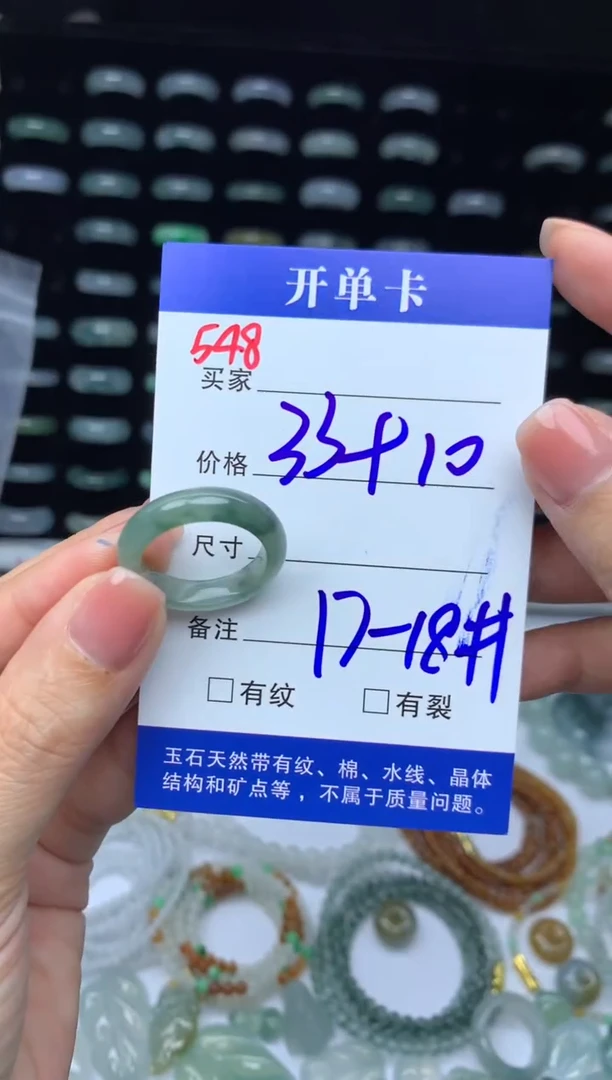 开单卡
548
买家
价格 33+10
尺寸
备注 17-18#
□有纹 □有裂
玉石天然带有纹、棉、水线、晶体
结构和矿点等，不属于质量问题。